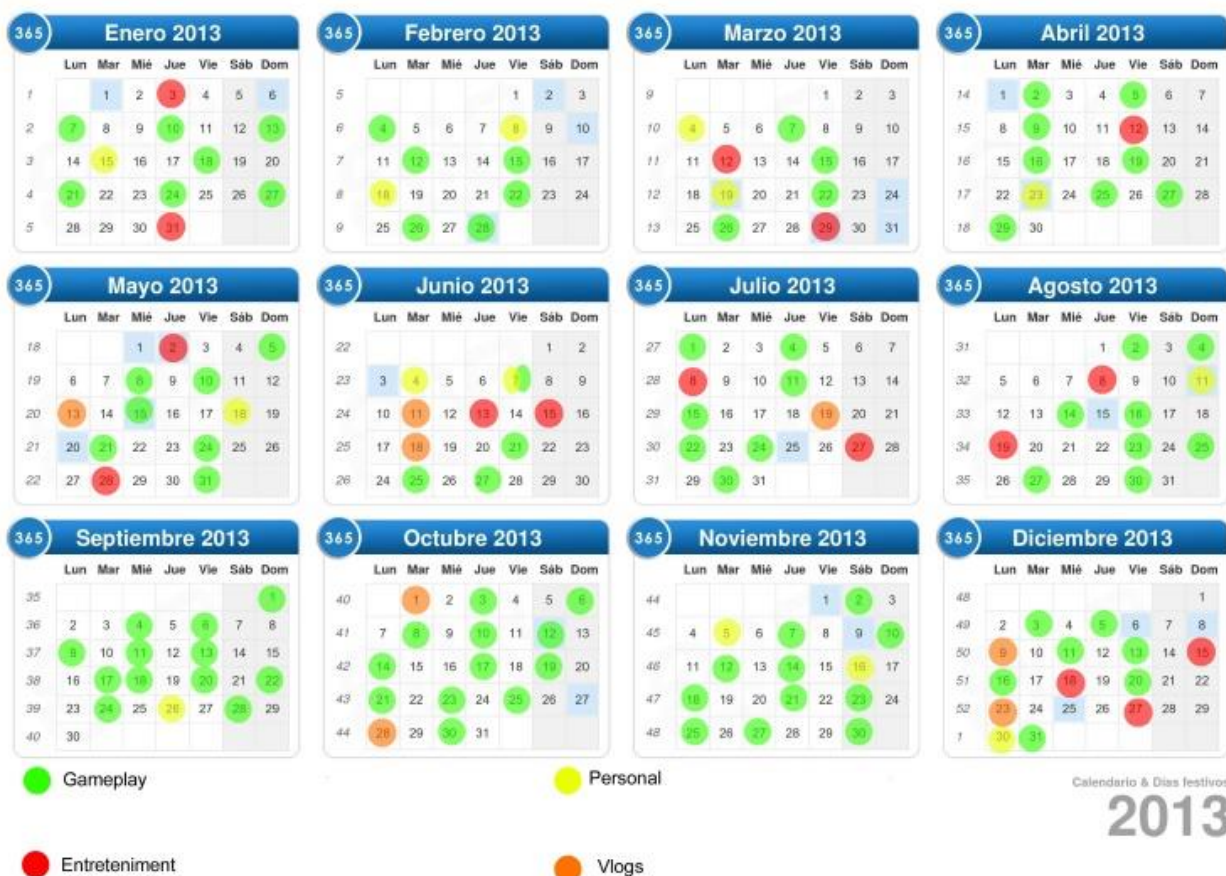 365 Enero 2013
Lun Mar Mié Jue Vie Sáb Dom
1 1 2 3 4 5 6
2 7 8 9 10 11 12 13
3 14 15 16 17 18 19 20
4 21 22 23 24 25 26 27
5 28 29 30 31
365 Febrero 2013
Lun Mar Mié Jue Vie Sáb Dom
5 1 2 3
6 4 5 6 7 8 9 10
7 11 12 13 14 15 16 17
8 18 19 20 21 22 23 24
9 25 26 27 28
365 Marzo 2013
Lun Mar Mié Jue Vie Sáb Dom
9 1 2 3
10 4 5 6 7 8 9 10
11 11 12 13 14 15 16 17
12 18 19 20 21 22 23 24
13 25 26 27 28 29 30 31
365 Abril 2013
Lun Mar Mié Jue Vie Sáb Dom
14 1 2 3 4 5 6 7
15 8 9 10 11 12 13 14
16 15 16 17 18 19 20 21
17 22 23 24 25 26 27 28
18 29 30
365 Mayo 2013
Lun Mar Mié Jue Vie Sáb Dom
18 1 2 3 4 5
19 6 7 8 9 10 11 12
20 13 14 15 16 17 18 19
21 20 21 22 23 24 25 26
22 27 28 29 30 31
365 Junio 2013
Lun Mar Mié Jue Vie Sáb Dom
22 1 2
23 3 4 5 6 7 8 9
24 10 11 12 13 14 15 16
25 17 18 19 20 21 22 23
26 24 25 26 27 28 29 30
365 Julio 2013
Lun Mar Mié Jue Vie Sáb Dom
27 1 2 3 4 5 6 7
28 8 9 10 11 12 13 14
29 15 16 17 18 19 20 21
30 22 23 24 25 26 27 28
31 29 30 31
365 Agosto 2013
Lun Mar Mié Jue Vie Sáb Dom
31 1 2 3 4
32 5 6 7 8 9 10 11
33 12 13 14 15 16 17 18
34 19 20 21 22 23 24 25
35 26 27 28 29 30 31
365 Septiembre 2013
Lun Mar Mié Jue Vie Sáb Dom
35 1
36 2 3 4 5 6 7 8
37 9 10 11 12 13 14 15
38 16 17 18 19 20 21 22
39 23 24 25 26 27 28 29
40 30
365 Octubre 2013
Lun Mar Mié Jue Vie Sáb Dom
40 1 2 3 4 5 6
41 7 8 9 10 11 12 13
42 14 15 16 17 18 19 20
43 21 22 23 24 25 26 27
44 28 29 30 31
365 Noviembre 2013
Lun Mar Mié Jue Vie Sáb Dom
44 1 2 3
45 4 5 6 7 8 9 10
46 11 12 13 14 15 16 17
47 18 19 20 21 22 23 24
48 25 26 27 28 29 30
365 Diciembre 2013
Lun Mar Mié Jue Vie Sáb Dom
48 1
49 2 3 4 5 6 7 8
50 9 10 11 12 13 14 15
51 16 17 18 19 20 21 22
52 23 24 25 26 27 28 29
1 30 31
Gameplay
Personal
Calendario & Dias festivos
2013
Entreteniment
Vlogs